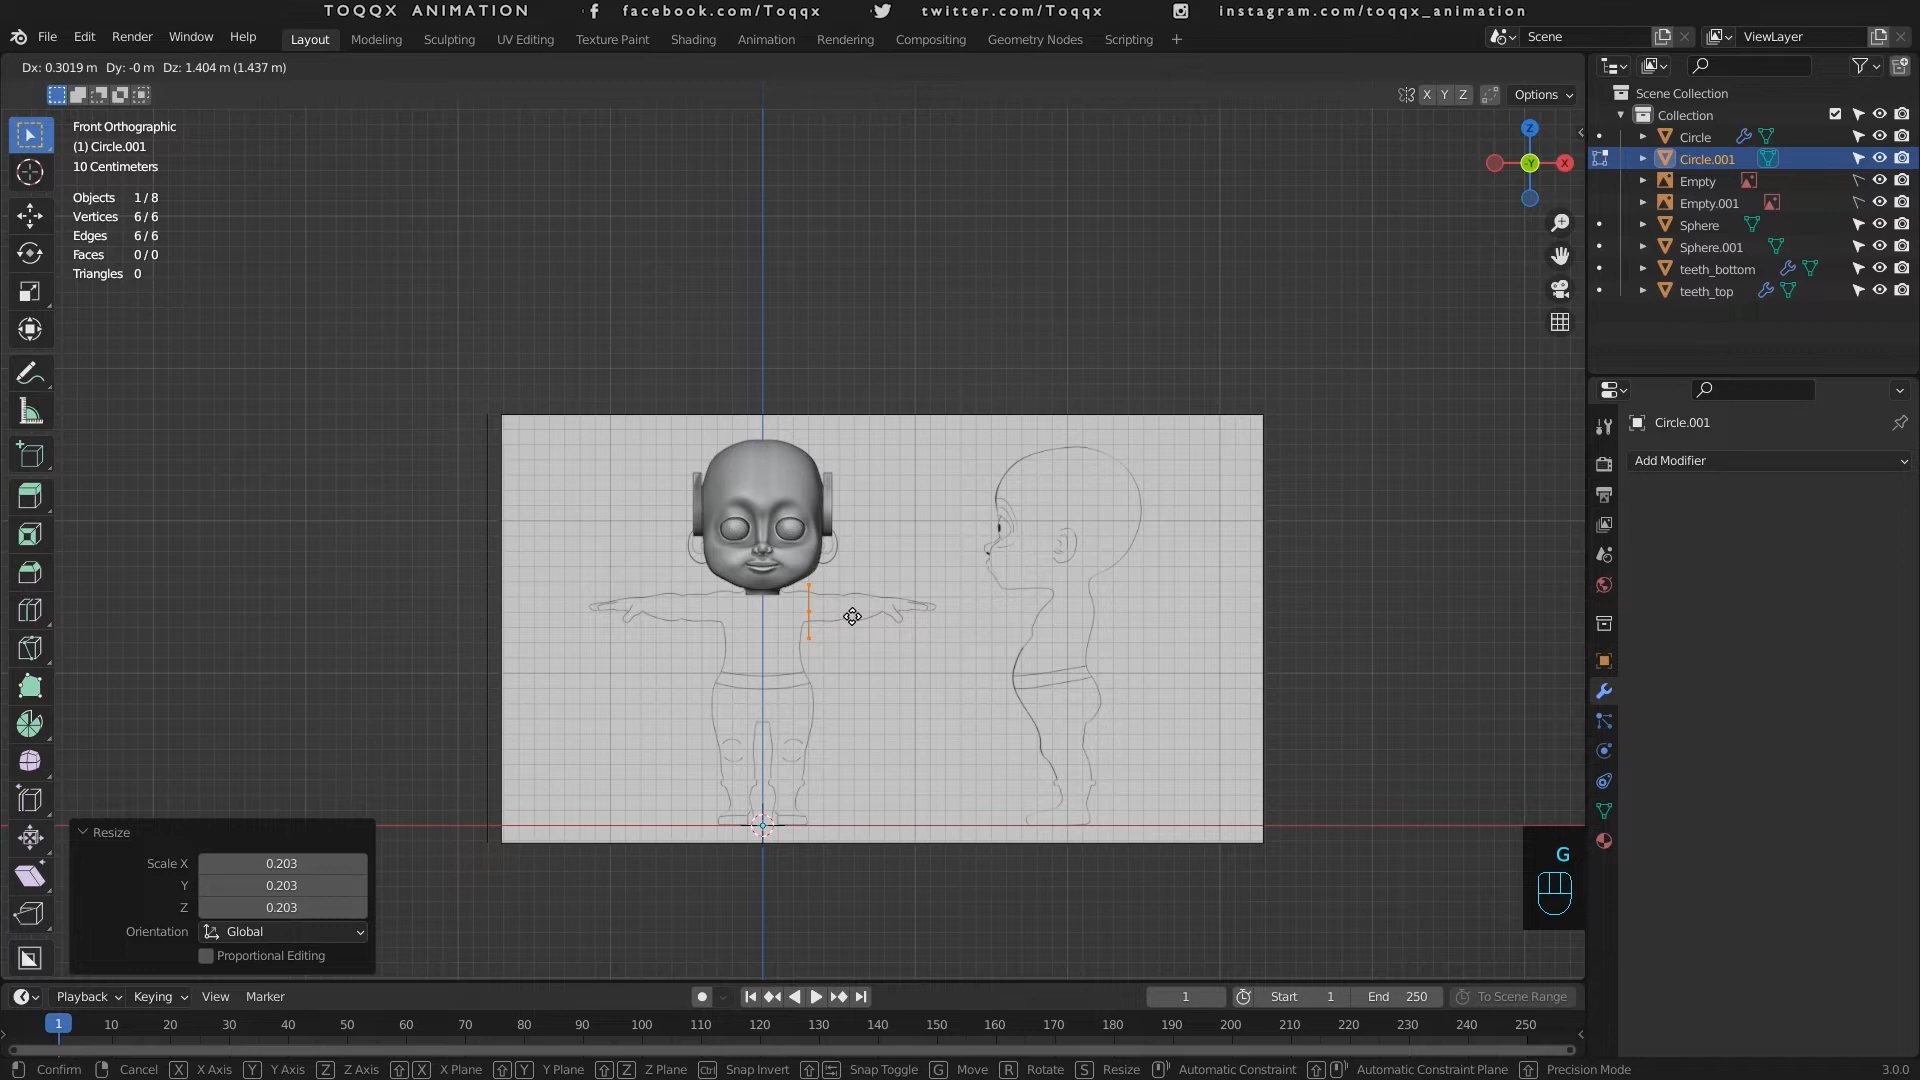 TOQQX ANIMATION facebook.com/Toqqx twitter.com/Toqqx instagram.com/toqqx_animation
File Edit Render Window Help Layout Modeling Sculpting UV Editing Texture Paint Shading Animation Rendering Compositing Geometry Nodes Scripting + Scene ViewLayer
Dx: 0.3019 m Dy: -0 m Dz: 1.404 m (1.437 m)
X Y Z Options
Front Orthographic
(1) Circle.001
10 Centimeters
Objects 1 / 8
Vertices 6 / 6
Edges 6 / 6
Faces 0 / 0
Triangles 0
Z
-Y
X
Scene Collection
Collection
Circle
Circle.001
Empty
Empty.001
Sphere
Sphere.001
teeth_bottom
teeth_top
Circle.001
Add Modifier
Resize
Scale X 0.203
Y 0.203
Z 0.203
Orientation Global
Proportional Editing
G
Playback Keying View Marker 1 Start 1 End 250 To Scene Range
1 10 20 30 40 50 60 70 80 90 100 110 120 130 140 150 160 170 180 190 200 210 220 230 240 250
Confirm Cancel X X Axis Y Y Axis Z Z Axis X X Plane Y Y Plane Z Z Plane Ctrl Snap Invert Snap Toggle G Move R Rotate S Resize Automatic Constraint Automatic Constraint Plane Precision Mode 3.0.0